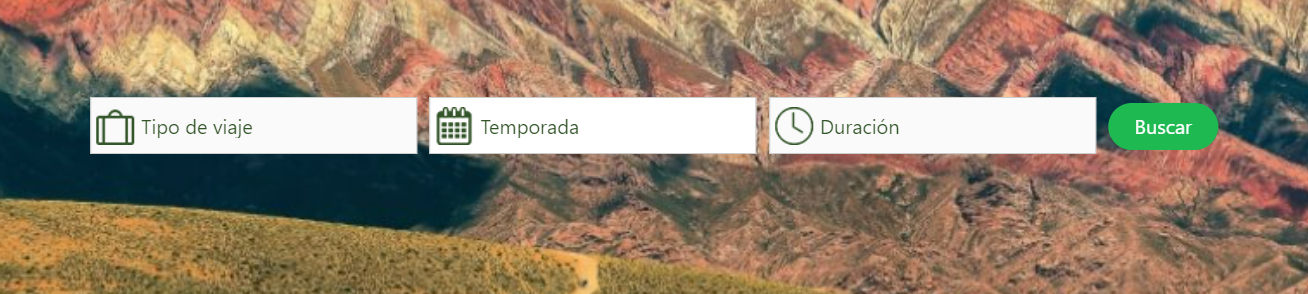 Tipo de viaje
Temporada
Duración
Buscar